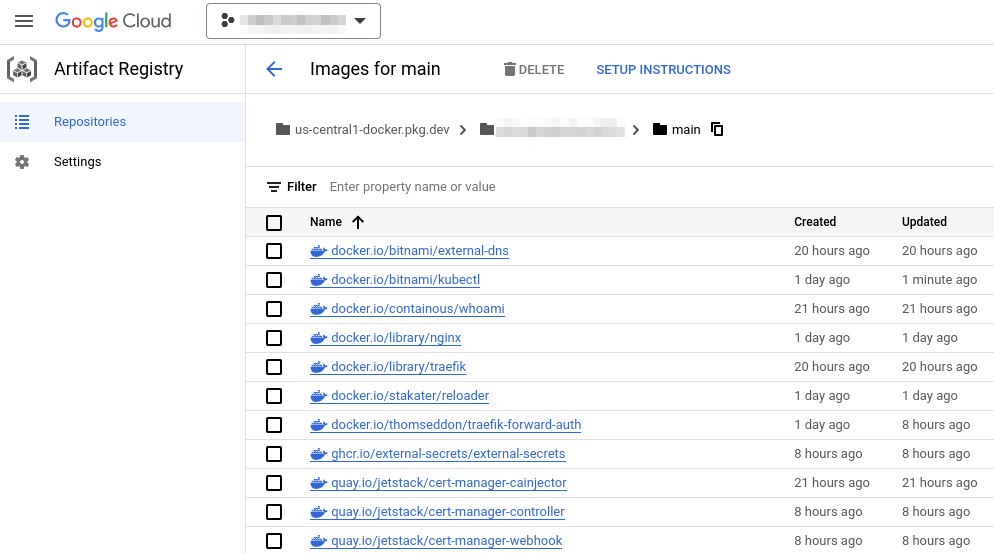 Google Cloud
Artifact Registry
Images for main
DELETE
SETUP INSTRUCTIONS
Repositories
Settings
us-central1-docker.pkg.dev
main
Filter Enter property name or value
Name Created Updated
docker.io/bitnami/external-dns 20 hours ago 20 hours ago
docker.io/bitnami/kubectl 1 day ago 1 minute ago
docker.io/containous/whoami 21 hours ago 21 hours ago
docker.io/library/nginx 1 day ago 1 day ago
docker.io/library/traefik 20 hours ago 20 hours ago
docker.io/stakater/reloader 1 day ago 1 day ago
docker.io/thomseddon/traefik-forward-auth 1 day ago 8 hours ago
ghcr.io/external-secrets/external-secrets 8 hours ago 8 hours ago
quay.io/jetstack/cert-manager-cainjector 21 hours ago 21 hours ago
quay.io/jetstack/cert-manager-controller 8 hours ago 8 hours ago
quay.io/jetstack/cert-manager-webhook 8 hours ago 8 hours ago